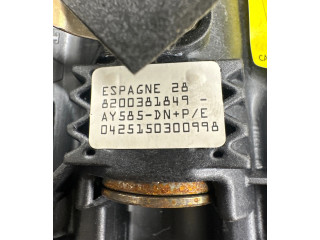 ESPAGNE 28
8200381849 -
AY585-DN+P/E
0425150300998